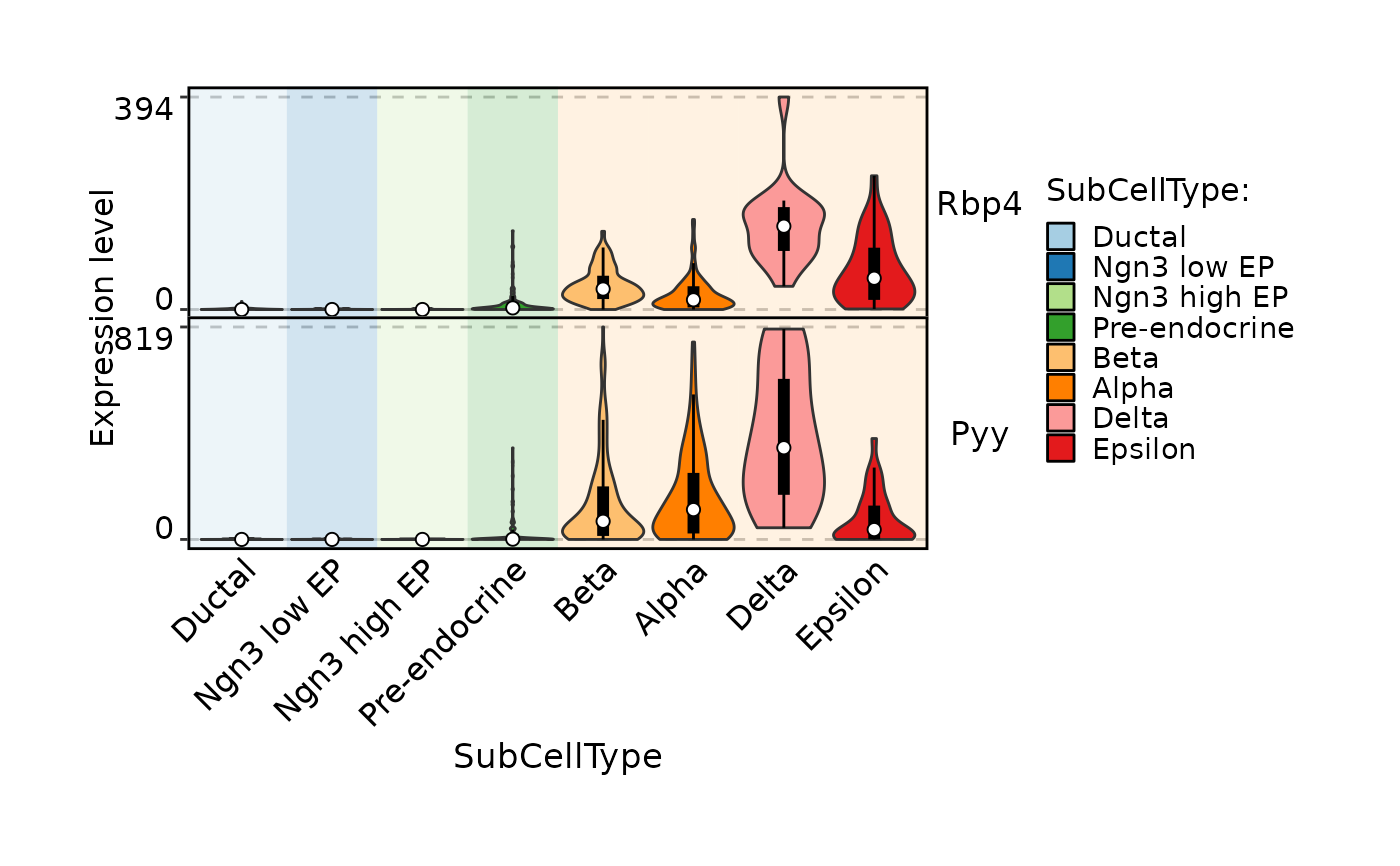 394
0
Rbp4
Expression level
819
0
Pyy
Ductal
Ngn3 low EP
Ngn3 high EP
Pre-endocrine
Beta
Alpha
Delta
Epsilon
SubCellType
SubCellType:
Ductal
Ngn3 low EP
Ngn3 high EP
Pre-endocrine
Beta
Alpha
Delta
Epsilon